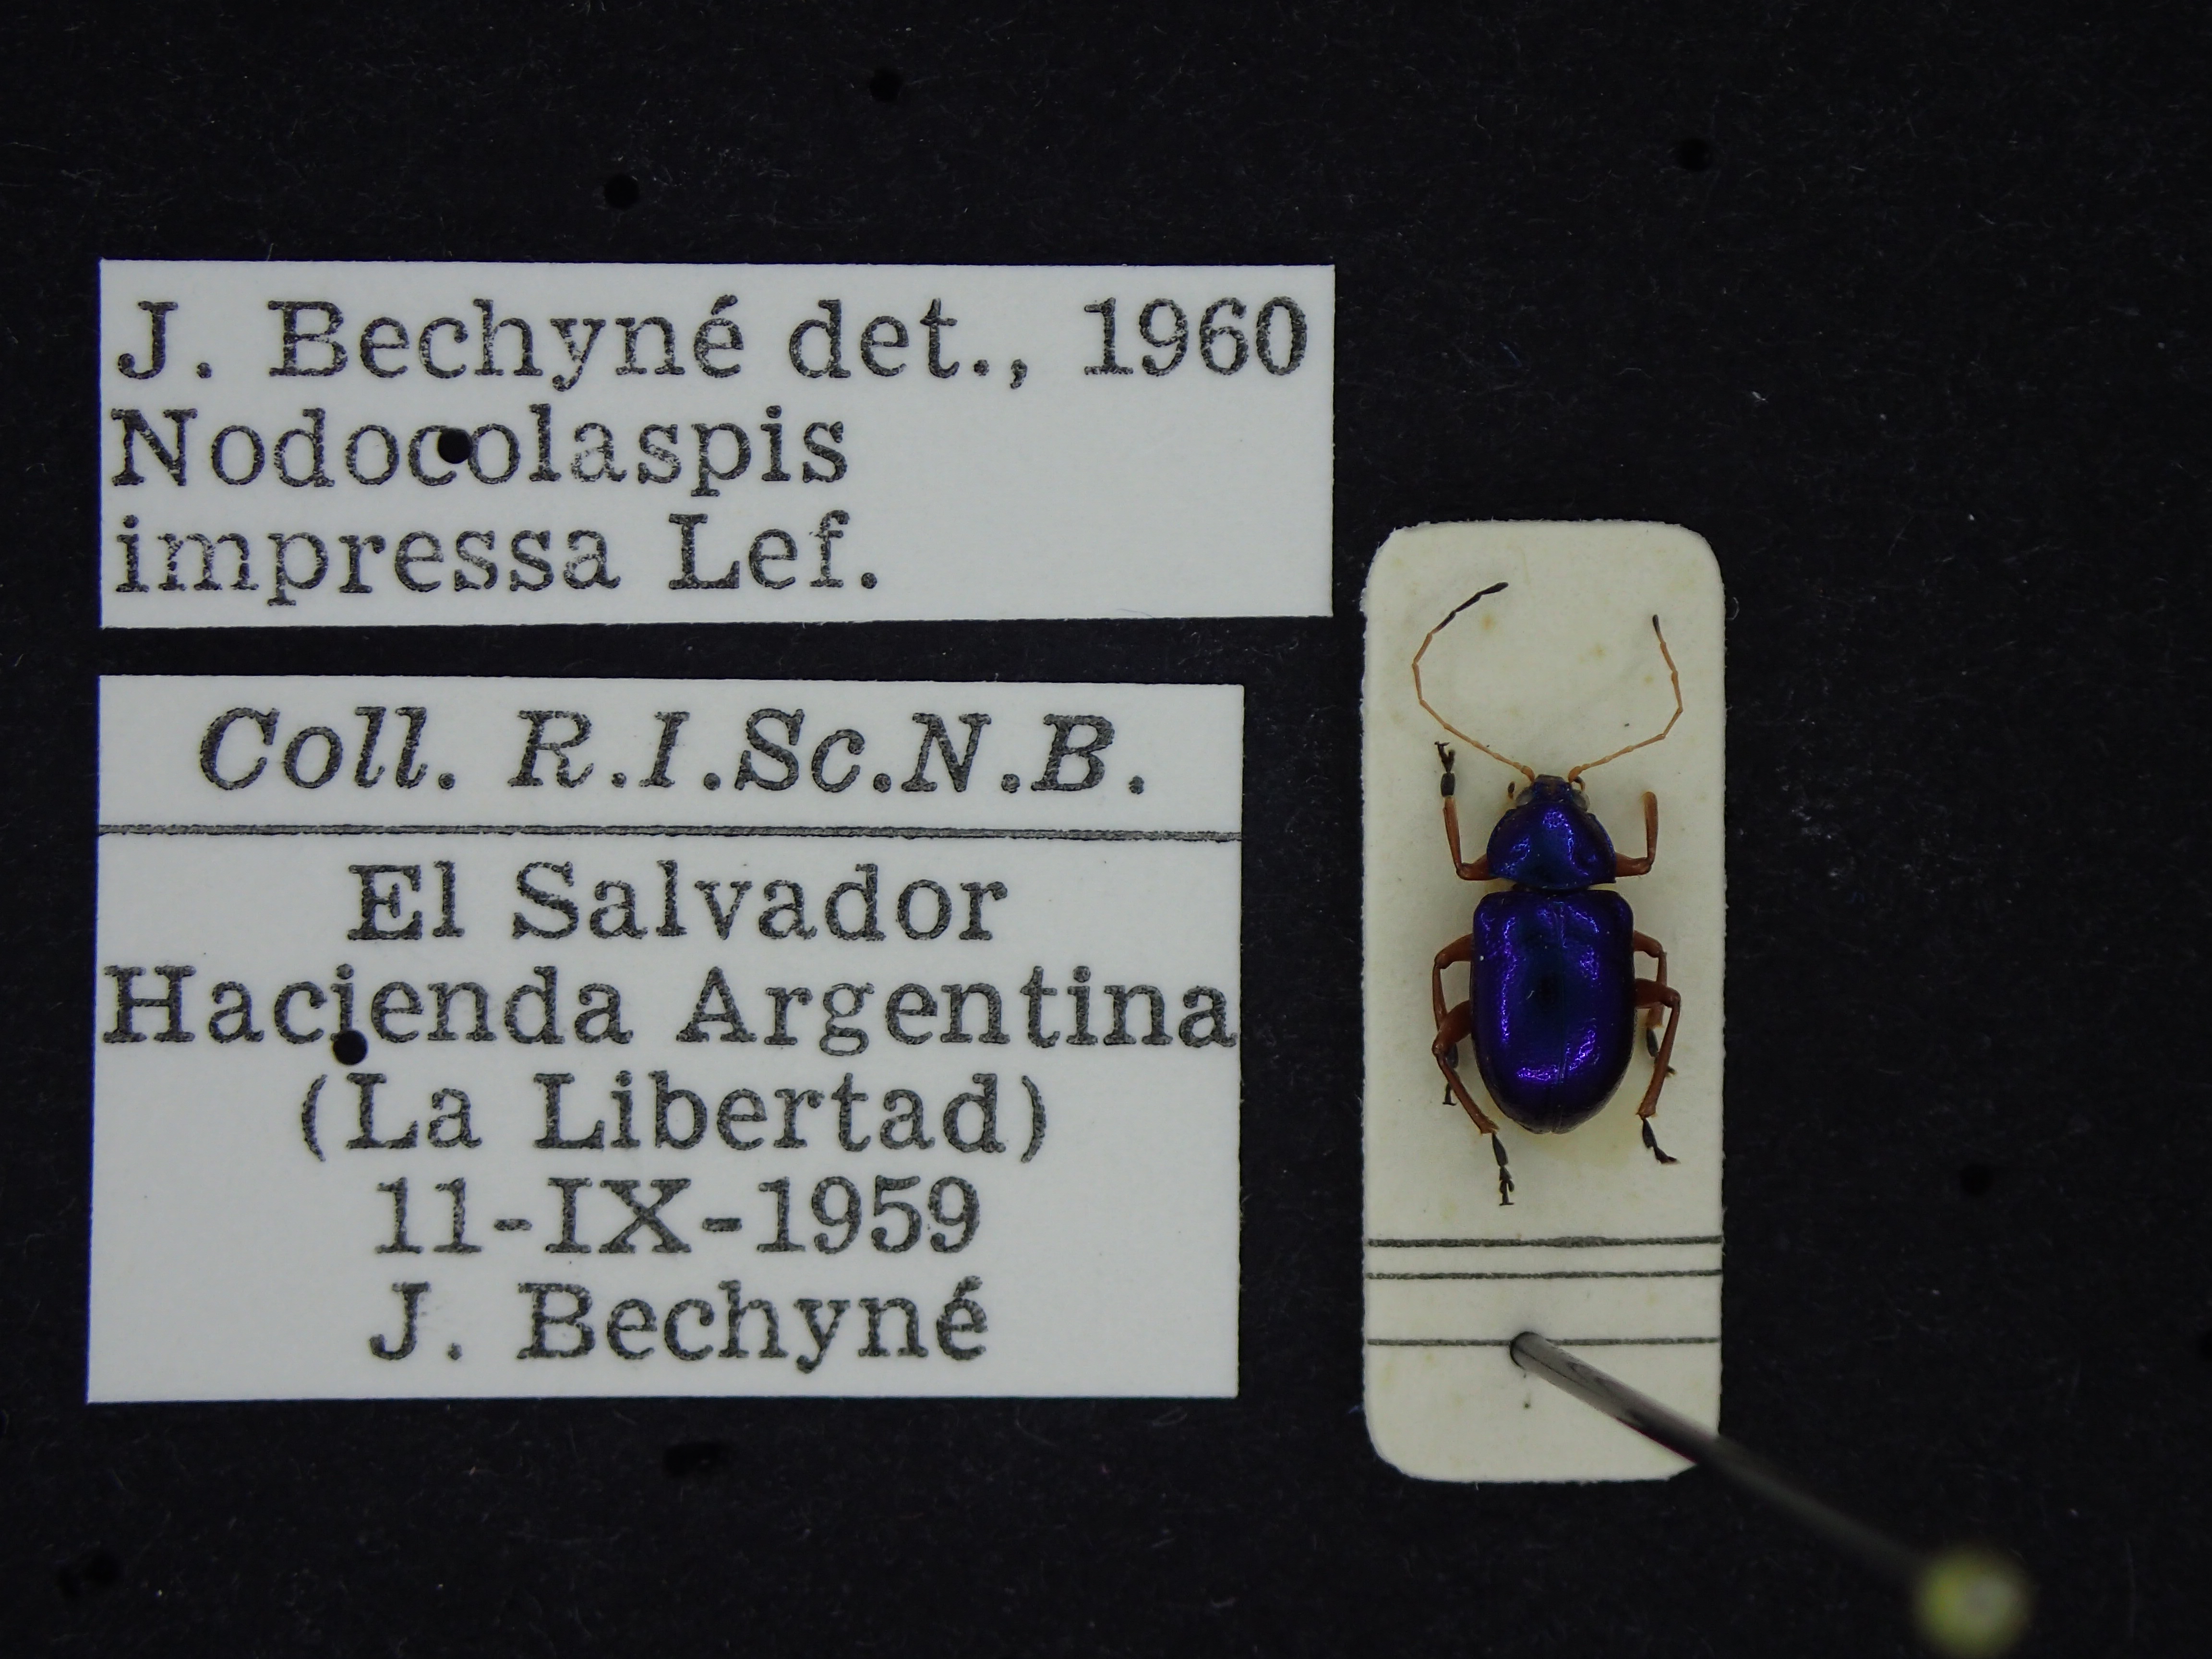 J. Bechyné det., 1960
Nodocolaspis
impressa Lef.
Coll. R.I.Sc.N.B.
El Salvador
Hacienda Argentina
(La Libertad)
11-IX-1959
J. Bechyné